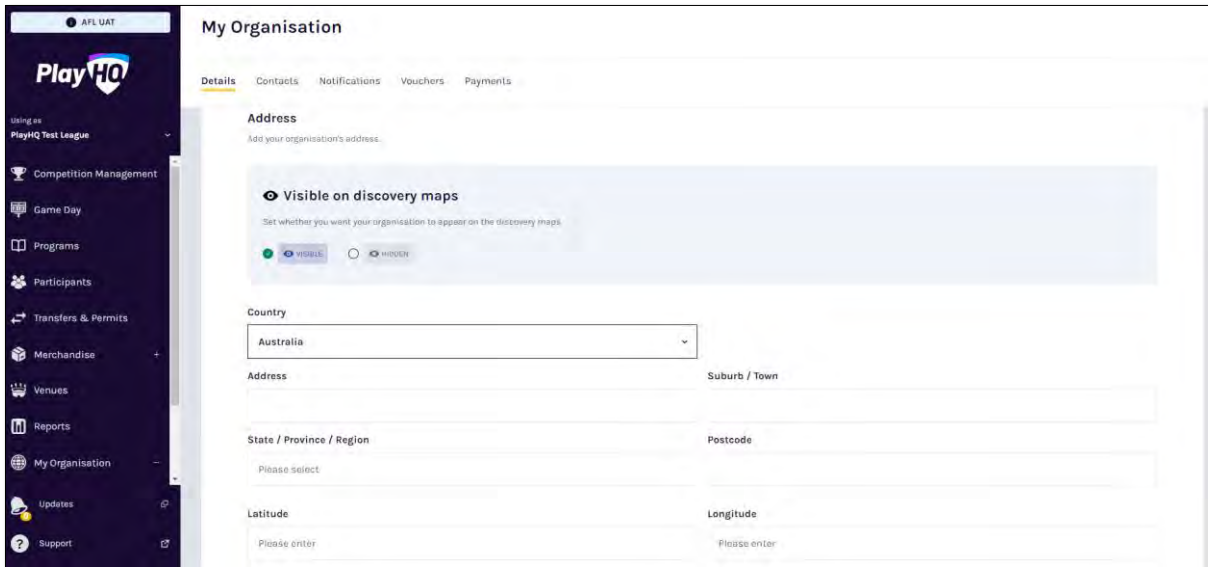 AFL UAT
PlayHQ
Using as
PlayHQ Test League
Competition Management
Game Day
Programs
Participants
Transfers & Permits
Merchandise +
Venues
Reports
My Organisation –
Updates
Support
My Organisation
Details Contacts Notifications Vouchers Payments
Address
Add your organisation's address.
Visible on discovery maps
Set whether you want your organisation to appear on the discovery maps
VISIBLE HIDDEN
Country
Australia
Address Suburb / Town
State / Province / Region Postcode
Please select
Latitude Longitude
Please enter Please enter